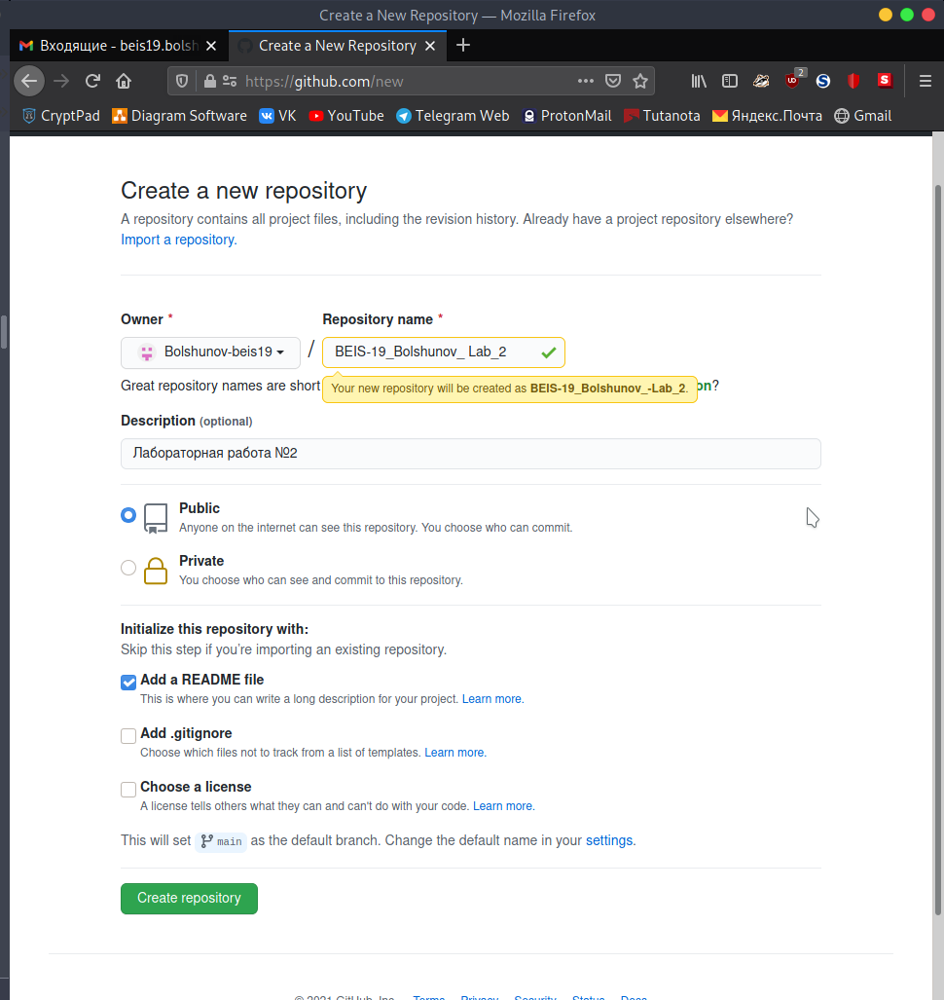 Create a New Repository — Mozilla Firefox
Входящие - beis19.bolsh
Create a New Repository
https://github.com/new
2
CryptPad Diagram Software VK YouTube Telegram Web ProtonMail Tutanota Яндекс.Почта Gmail
Create a new repository
A repository contains all project files, including the revision history. Already have a project repository elsewhere?
Import a repository.
Owner * Repository name *
Bolshunov-beis19 / BEIS-19_Bolshunov_ Lab_2
Great repository names are short on?
Your new repository will be created as BEIS-19_Bolshunov_-Lab_2.
Description (optional)
Лабораторная работа №2
Public
Anyone on the internet can see this repository. You choose who can commit.
Private
You choose who can see and commit to this repository.
Initialize this repository with:
Skip this step if you’re importing an existing repository.
Add a README file
This is where you can write a long description for your project. Learn more.
Add .gitignore
Choose which files not to track from a list of templates. Learn more.
Choose a license
A license tells others what they can and can't do with your code. Learn more.
This will set main as the default branch. Change the default name in your settings.
Create repository
© 2021 GitHub, Inc. Terms Privacy Security Status Docs